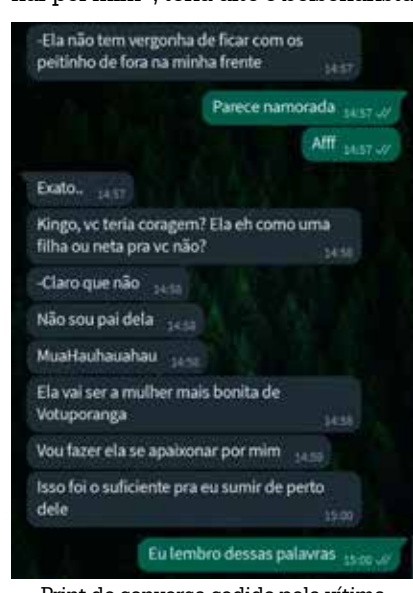 -Ela não tem vergonha de ficar com os
peitinho de fora na minha frente
14:57
Parece namorada 14:57
Afff 14:57
Exato.. 14:57
Kingo, vc teria coragem? Ela eh como uma
filha ou neta pra vc não?
14:58
-Claro que não 14:58
Não sou pai dela 14:58
MuaHauhauahau 14:58
Ela vai ser a mulher mais bonita de
Votuporanga
14:58
Vou fazer ela se apaixonar por mim 14:59
Isso foi o suficiente pra eu sumir de perto
dele
15:00
Eu lembro dessas palavras 15:00
Print de conversa cedido pela vítima